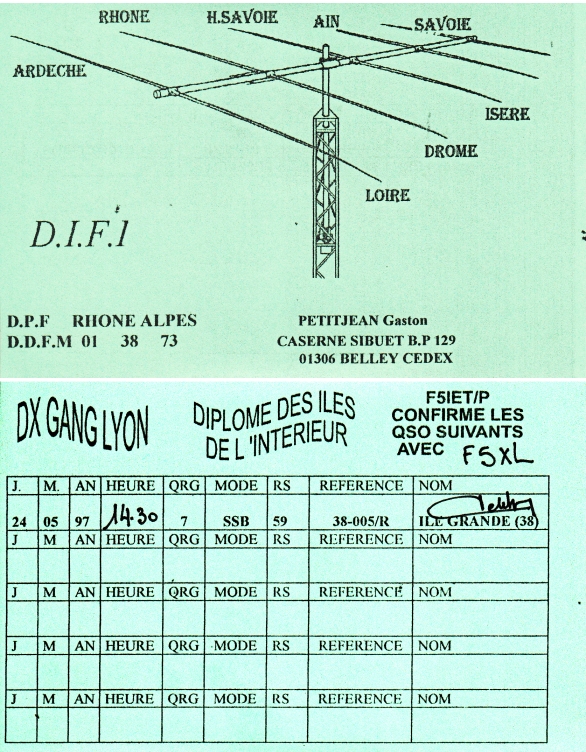 RHONE H.SAVOIE AIN SAVOIE
ARDECHE
ISERE
DROME
LOIRE
D.I.F.1
D.P.F RHONE ALPES
D.D.F.M 01 38 73
PETITJEAN Gaston
CASERNE SIBUET B.P 129
01306 BELLEY CEDEX
DX GANG LYON
DIPLOME DES ILES
DE L'INTERIEUR
F5IET/P
CONFIRME LES
QSO SUIVANTS
AVEC F5XL
J. M. AN HEURE QRG MODE RS REFERENCE NOM
24 05 97 14.30 7 SSB 59 38-005/R ILE GRANDE (38)
J M AN HEURE QRG MODE RS REFERENCE NOM
J M AN HEURE QRG MODE RS REFERENCE NOM
J M AN HEURE QRG MODE RS REFERENCE NOM
J M AN HEURE QRG MODE RS REFERENCE NOM